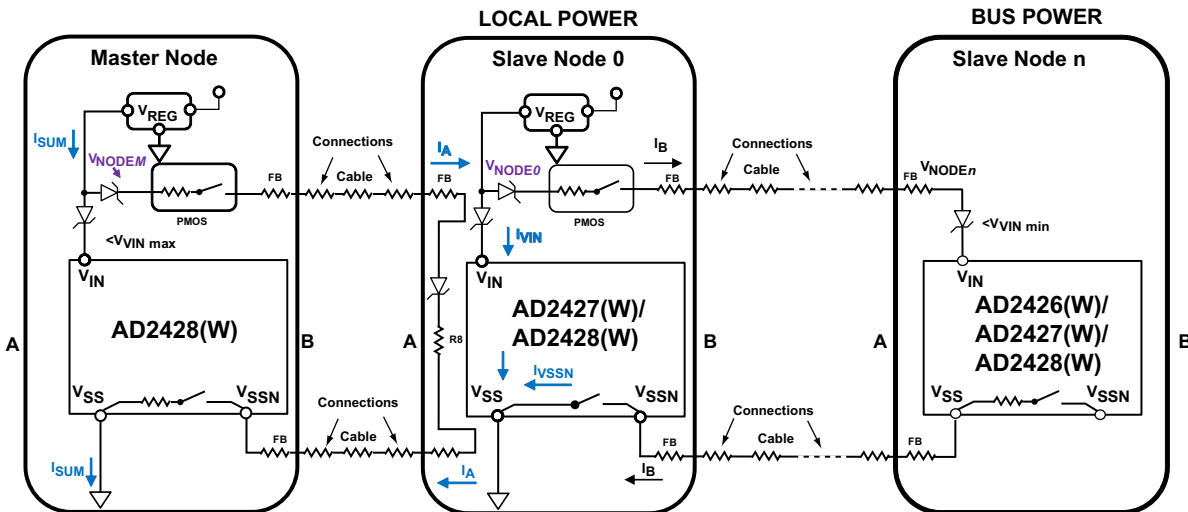 LOCAL POWER
BUS POWER
Master Node
VREG
ISUM
VNODEM
PMOS
FB
<VVIN max
VIN
AD2428(W)
A
B
VSS
VSSN
ISUM
FB
Connections
Cable
Connections
Cable
Slave Node 0
VREG
IA
FB
VNODE0
IB
PMOS
FB
IVIN
VIN
AD2427(W)/
AD2428(W)
A
R8
B
IVSSN
VSS
VSSN
IA
IB
FB
Connections
Cable
Connections
Cable
Slave Node n
VNODEn
FB
<VVIN min
VIN
AD2426(W)/
AD2427(W)/
AD2428(W)
A
B
VSS
VSSN
FB